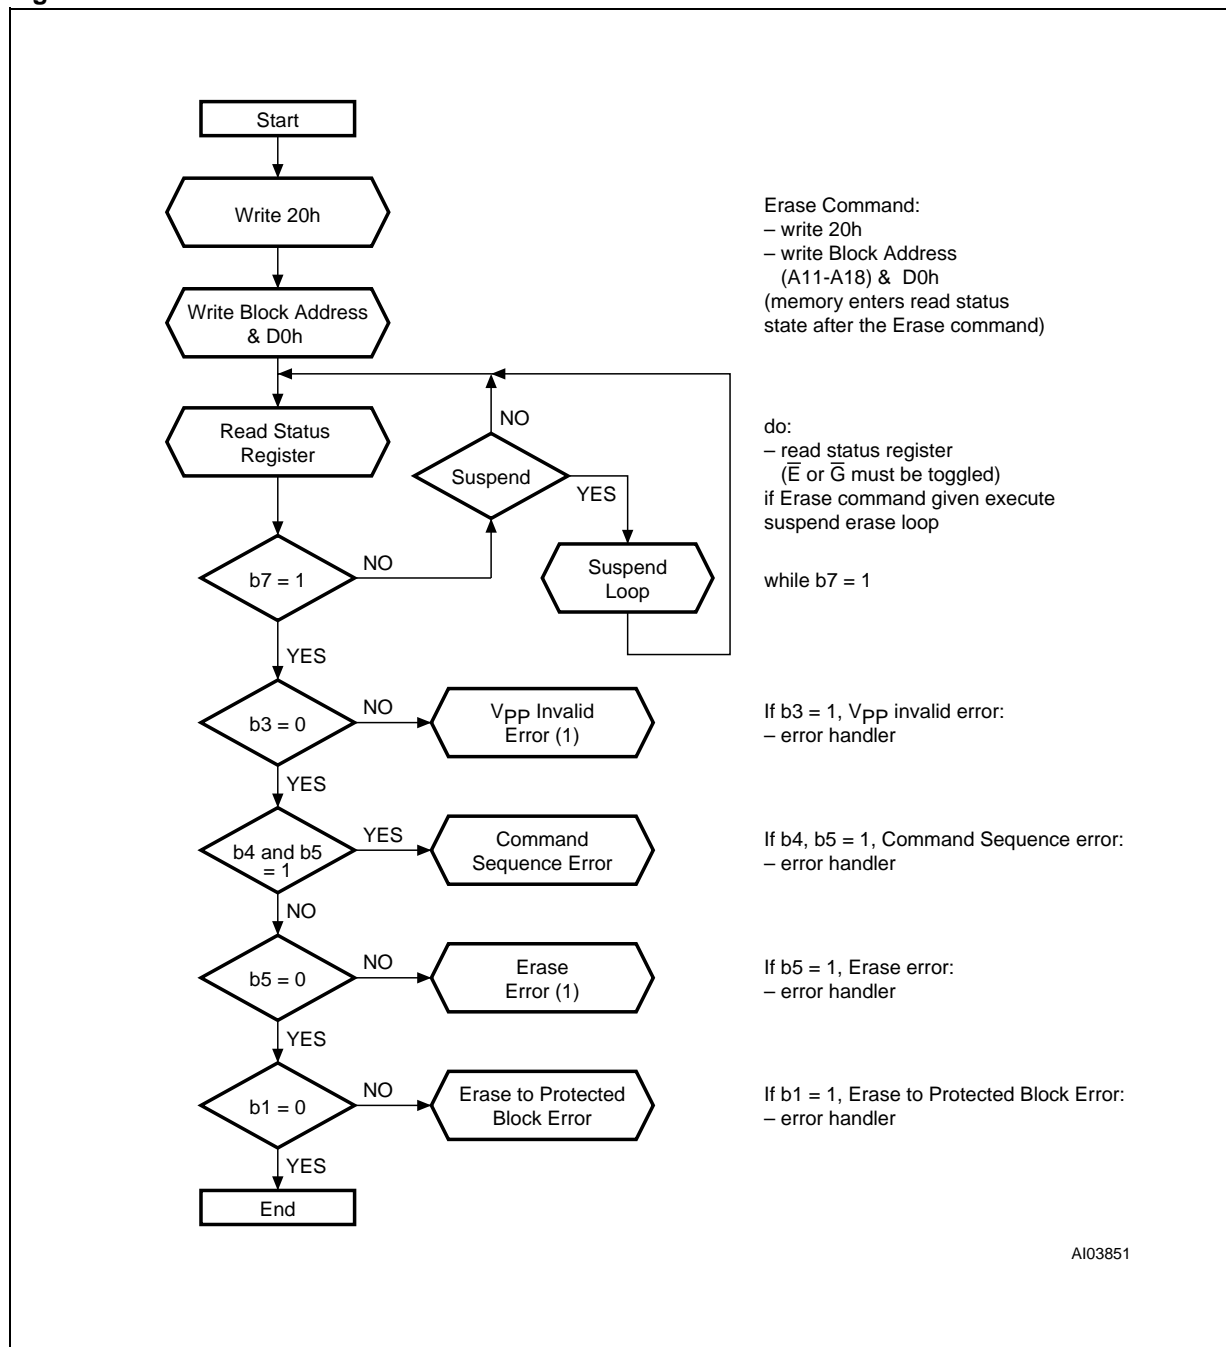 Start
Write 20h
Erase Command:
– write 20h
– write Block Address
(A11-A18) & D0h
(memory enters read status
state after the Erase command)
Write Block Address
& D0h
Read Status
Register
NO
Suspend
YES
do:
– read status register
(E̅ or G̅ must be toggled)
if Erase command given execute
suspend erase loop
b7 = 1
NO
Suspend
Loop
while b7 = 1
YES
b3 = 0
NO
VPP Invalid
Error (1)
If b3 = 1, VPP invalid error:
– error handler
YES
b4 and b5
= 1
YES
Command
Sequence Error
If b4, b5 = 1, Command Sequence error:
– error handler
NO
b5 = 0
NO
Erase
Error (1)
If b5 = 1, Erase error:
– error handler
YES
b1 = 0
NO
Erase to Protected
Block Error
If b1 = 1, Erase to Protected Block Error:
– error handler
YES
End
AI03851